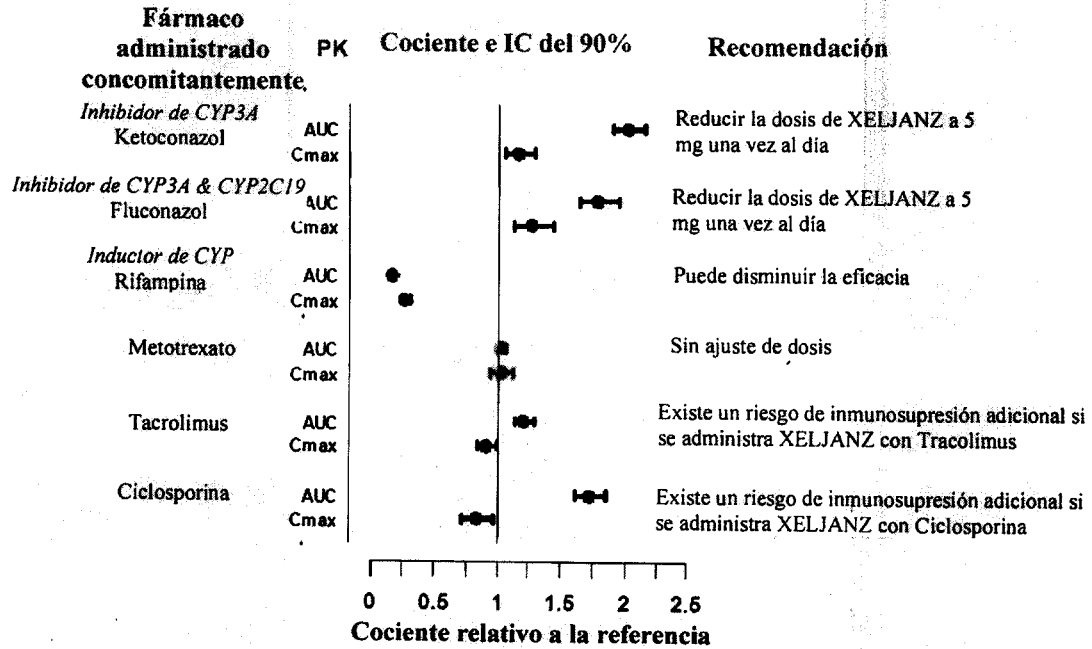 Fármaco
administrado
concomitantemente
PK
Cociente e IC del 90%
Recomendación
Inhibidor de CYP3A
Ketoconazol
AUC
Cmax
Reducir la dosis de XELJANZ a 5
mg una vez al día
Inhibidor de CYP3A & CYP2C19
Fluconazol
AUC
Cmax
Reducir la dosis de XELJANZ a 5
mg una vez al día
Inductor de CYP
Rifampina
AUC
Cmax
Puede disminuir la eficacia
Metotrexato
AUC
Cmax
Sin ajuste de dosis
Tacrolimus
AUC
Cmax
Existe un riesgo de inmunosupresión adicional si
se administra XELJANZ con Tracolimus
Ciclosporina
AUC
Cmax
Existe un riesgo de inmunosupresión adicional si
se administra XELJANZ con Ciclosporina
0 0.5 1 1.5 2 2.5
Cociente relativo a la referencia